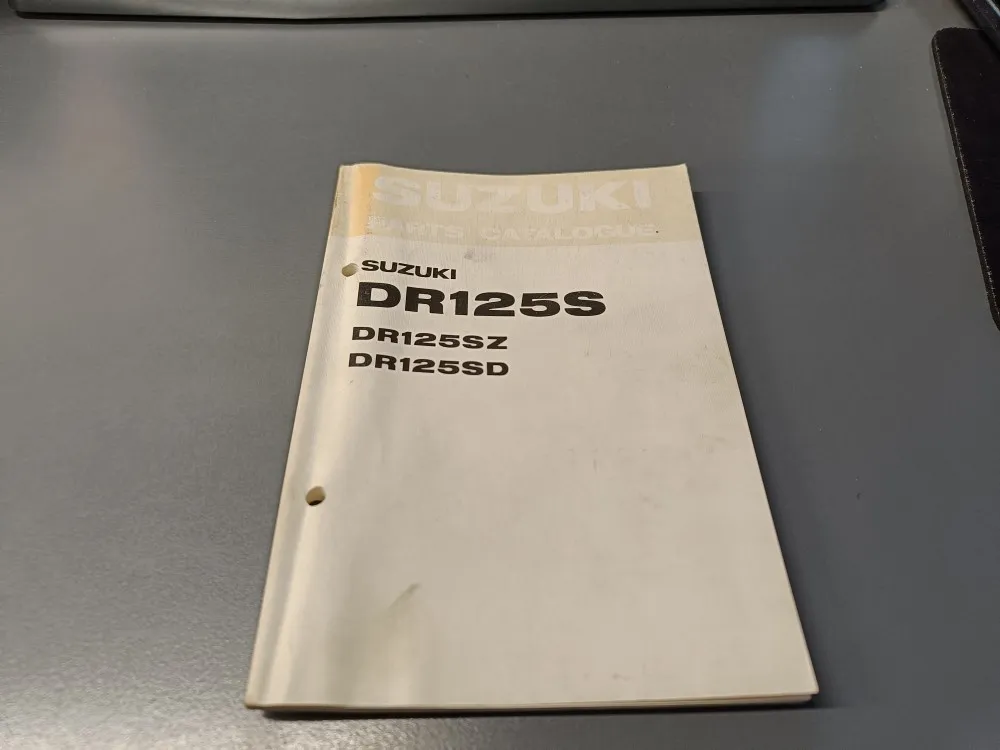 SUZUKI
PARTS CATALOGUE
SUZUKI
DR125S
DR125SZ
DR125SD